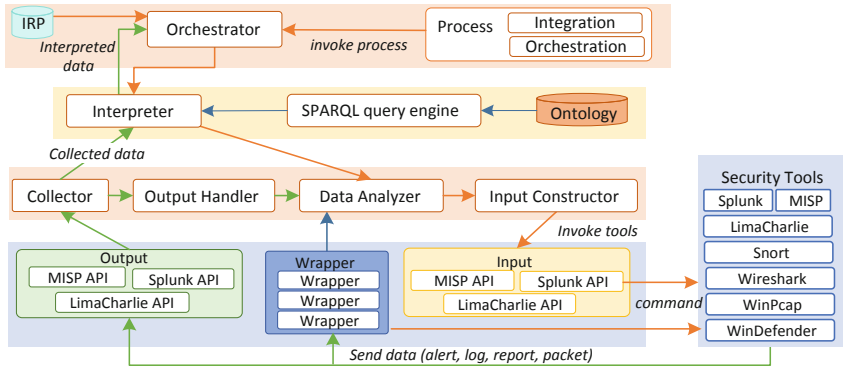 IRP
Orchestrator
Process
Integration
Orchestration
Interpreted
data
invoke process
Interpreter
SPARQL query engine
Ontology
Collected data
Collector
Output Handler
Data Analyzer
Input Constructor
Invoke tools
Output
MISP API
Splunk API
LimaCharlie API
Wrapper
Wrapper
Wrapper
Wrapper
Input
MISP API
Splunk API
LimaCharlie API
command
Security Tools
Splunk
MISP
LimaCharlie
Snort
Wireshark
WinPcap
WinDefender
Send data (alert, log, report, packet)